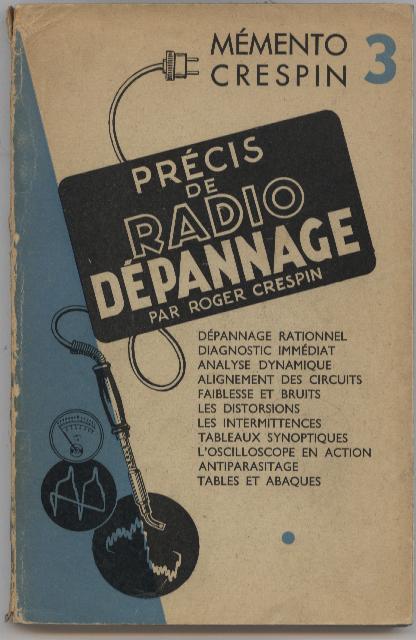 MÉMENTO
CRESPIN 3
PRÉCIS
DE
RADIO
DÉPANNAGE
PAR ROGER CRESPIN
DÉPANNAGE RATIONNEL
DIAGNOSTIC IMMÉDIAT
ANALYSE DYNAMIQUE
ALIGNEMENT DES CIRCUITS
FAIBLESSE ET BRUITS
LES DISTORSIONS
LES INTERMITTENCES
TABLEAUX SYNOPTIQUES
L'OSCILLOSCOPE EN ACTION
ANTIPARASITAGE
TABLES ET ABAQUES